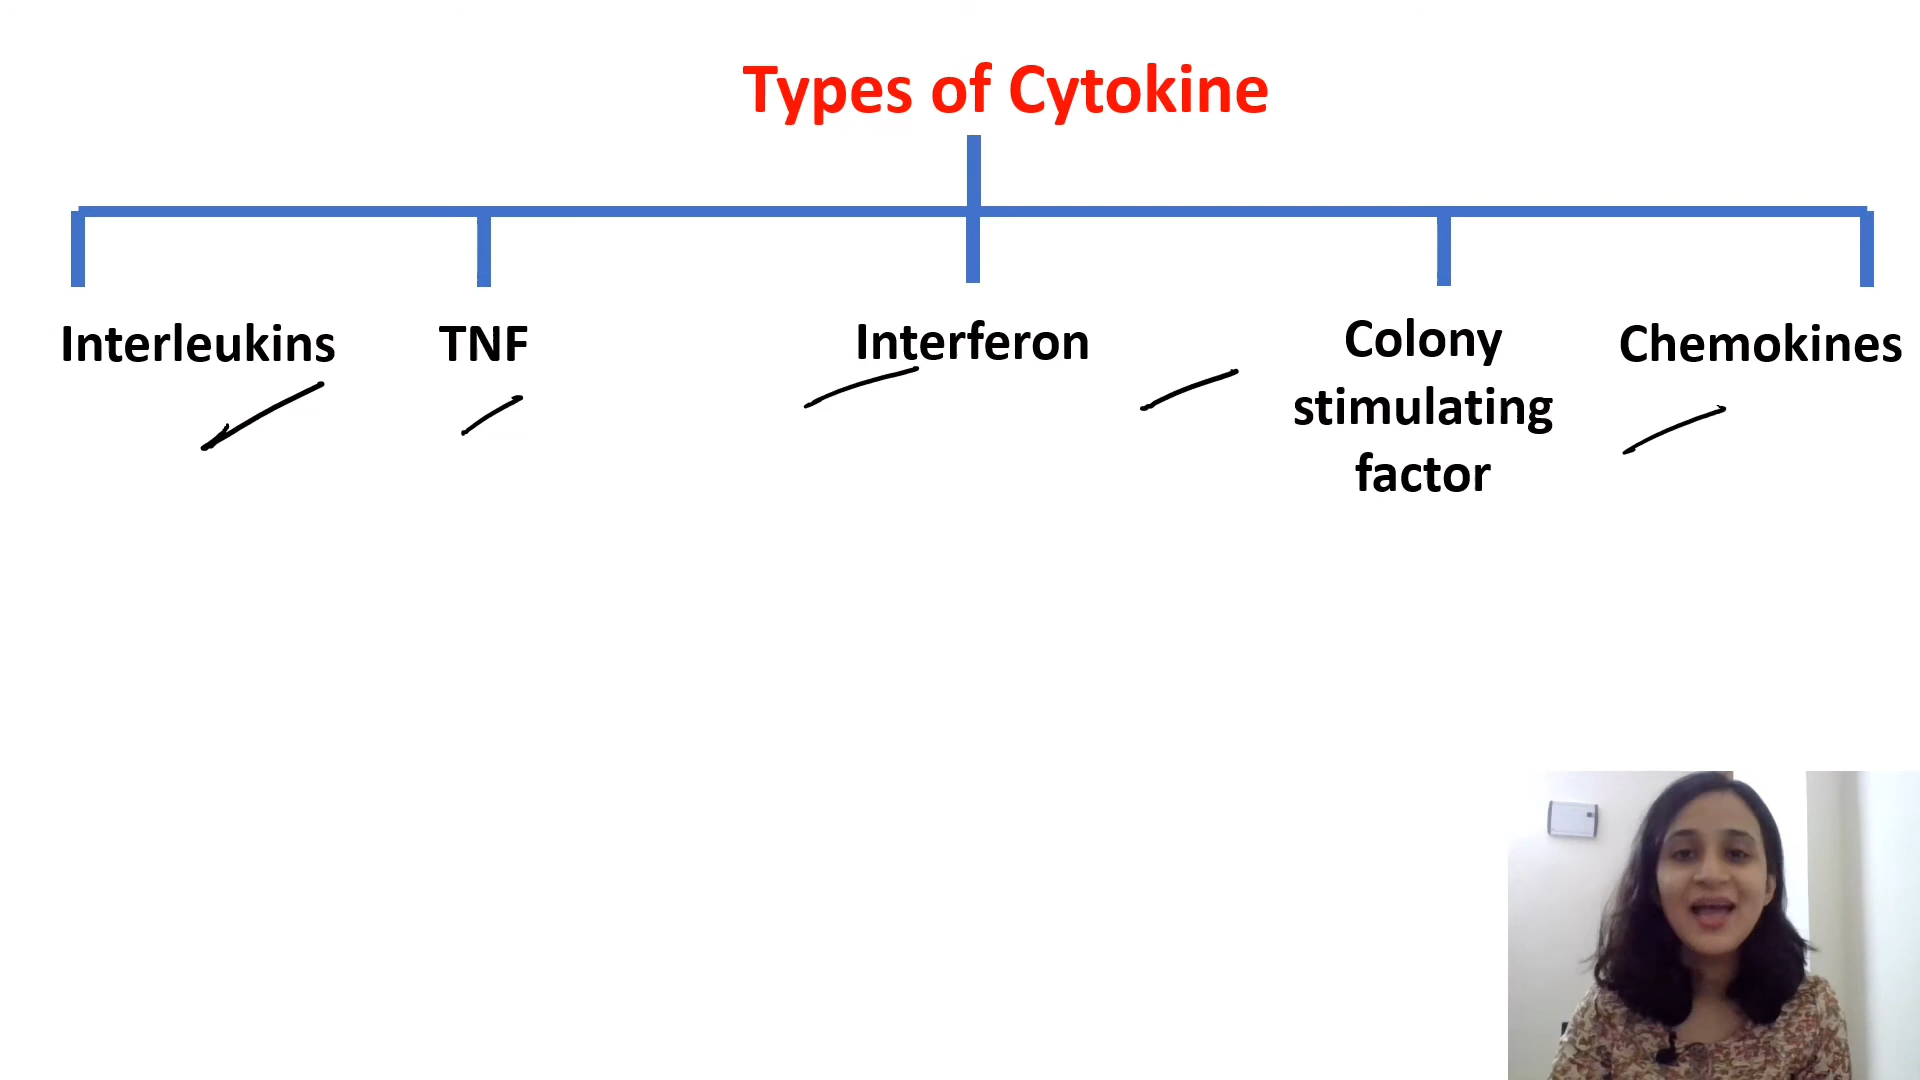 Types of Cytokine
Interleukins
TNF
Interferon
Colony
stimulating
factor
Chemokines